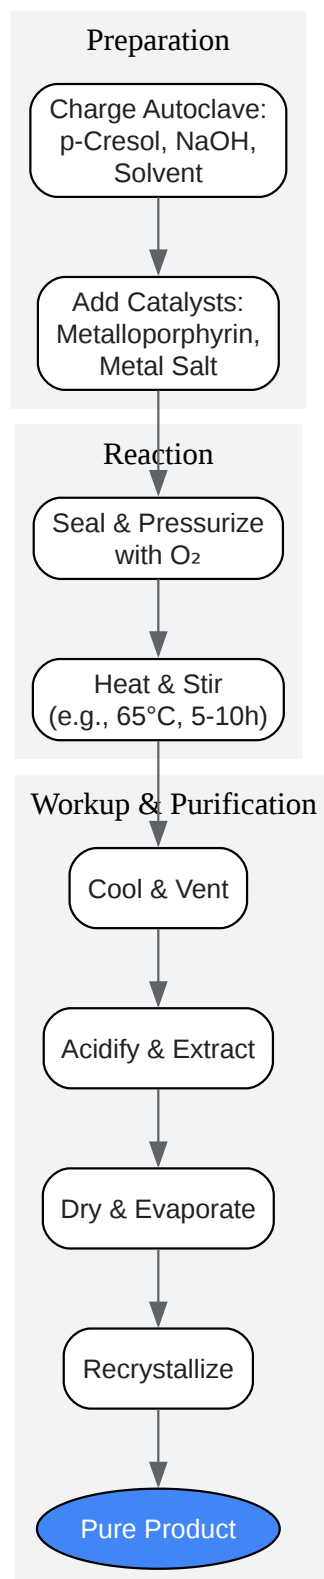 Preparation
Charge Autoclave:
p-Cresol, NaOH,
Solvent
Add Catalysts:
Metalloporphyrin,
Metal Salt
Reaction
Seal & Pressurize
with O₂
Heat & Stir
(e.g., 65°C, 5-10h)
Workup & Purification
Cool & Vent
Acidify & Extract
Dry & Evaporate
Recrystallize
Pure Product